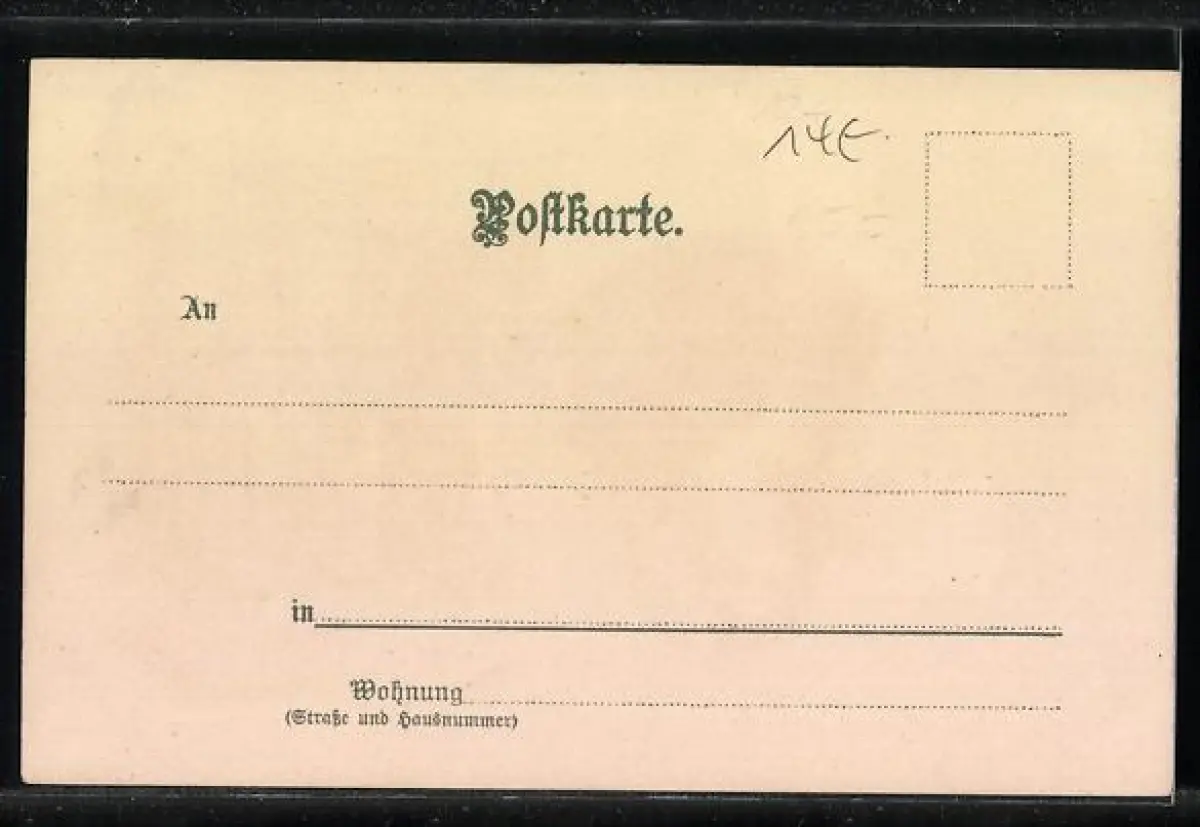 14€
Poſtkarte.
An
in
Wohnung
(Straße und Hausnummer)